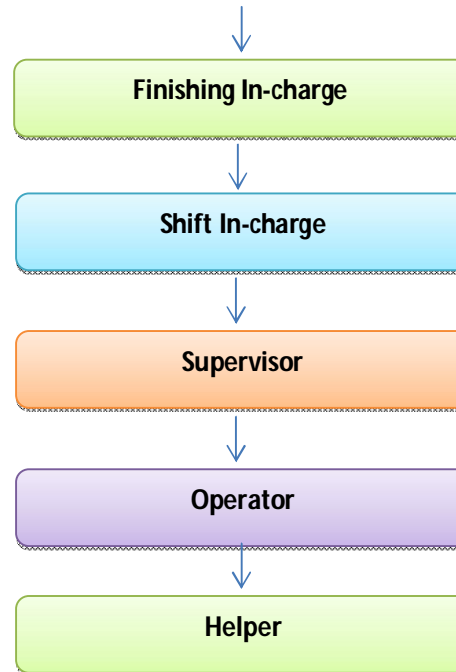 Finishing In-charge
Shift In-charge
Supervisor
Operator
Helper